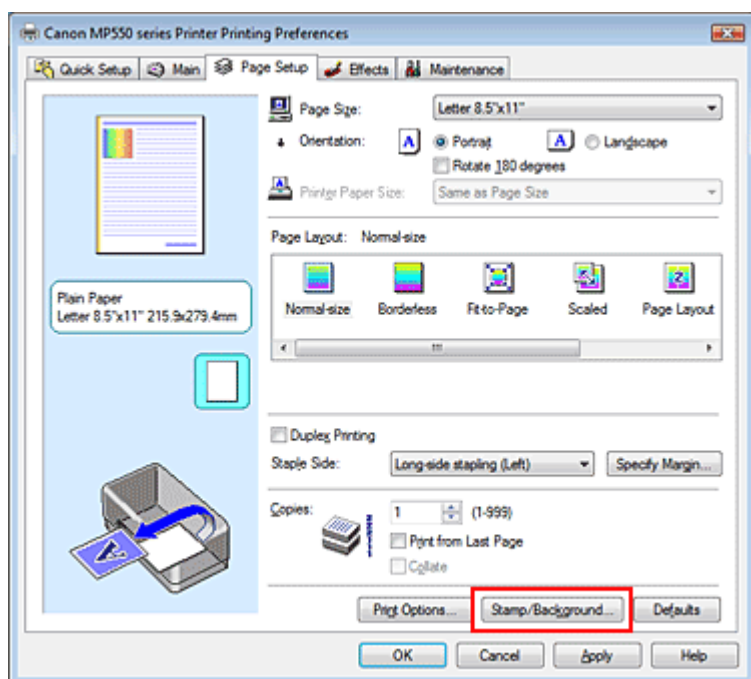 Canon MP550 series Printer Printing Preferences
Quick Setup Main Page Setup Effects Maintenance
Page Size: Letter 8.5"x11"
Orientation: A Portrait A Landscape
Rotate 180 degrees
Printer Paper Size: Same as Page Size
Page Layout: Normal-size
Normal-size Borderless Fit-to-Page Scaled Page Layout
Plain Paper
Letter 8.5"x11" 215.9x279.4mm
Duplex Printing
Staple Side: Long-side stapling (Left) Specify Margin...
Copies: 1 (1-999)
Print from Last Page
Collate
Print Options... Stamp/Background... Defaults
OK Cancel Apply Help